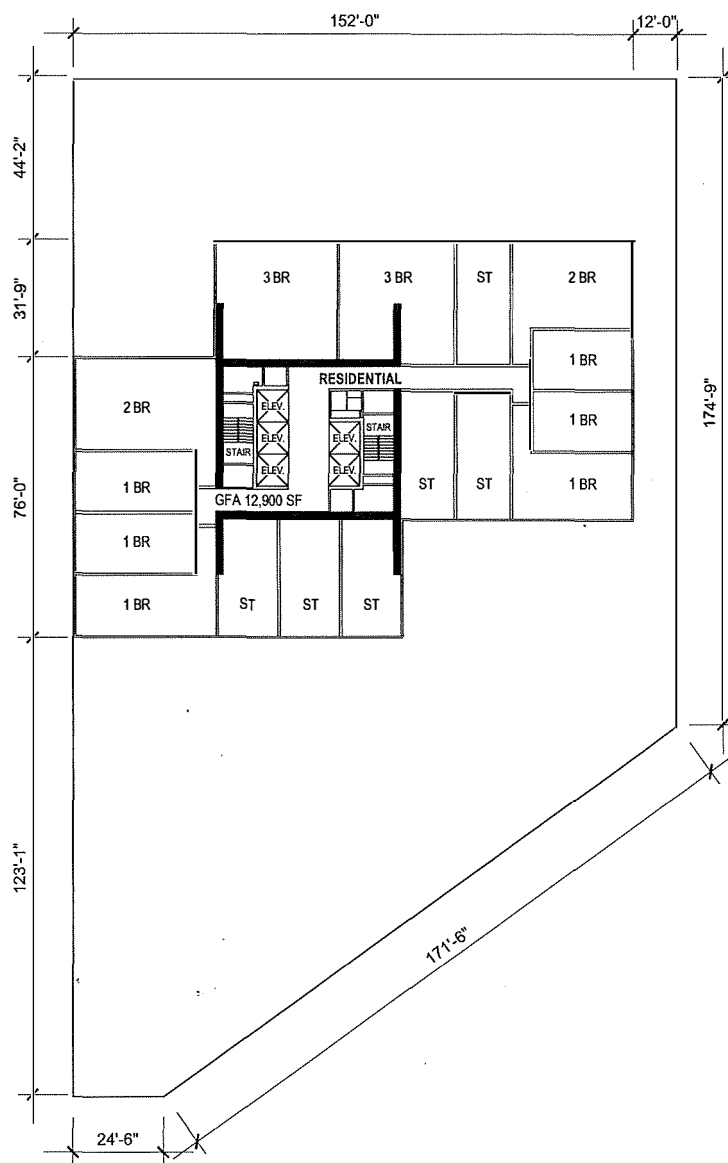 152'-0"
12'-0"
44'-2"
31'-9"
76'-0"
123'-1"
174'-9"
171'-6"
24'-6"
3 BR
3 BR
ST
2 BR
1 BR
1 BR
1 BR
RESIDENTIAL
2 BR
ELEV.
ELEV.
ELEV.
STAIR
ELEV.
ELEV.
STAIR
1 BR
GFA 12,900 SF
ST
ST
1 BR
1 BR
ST
ST
ST